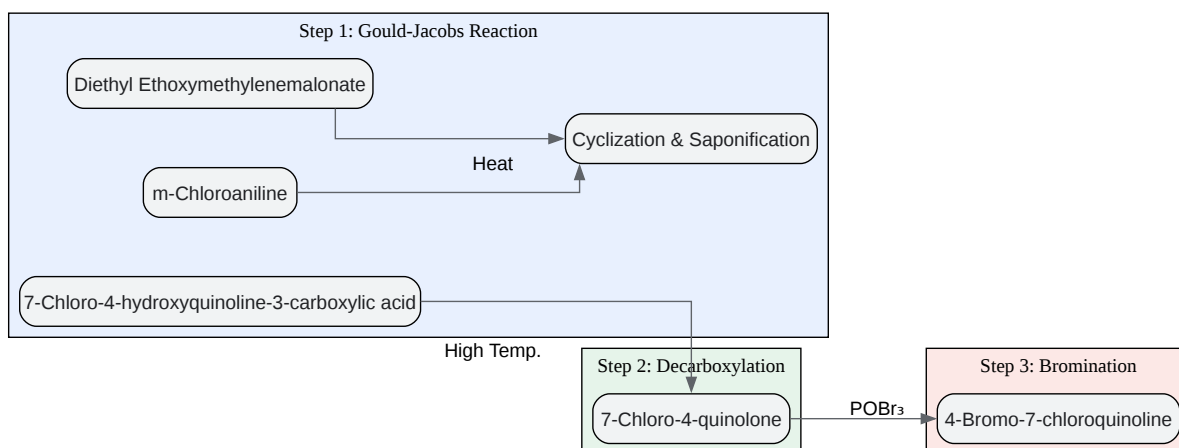 Step 1: Gould-Jacobs Reaction
Diethyl Ethoxymethylenemalonate
Cyclization & Saponification
Heat
m-Chloroaniline
7-Chloro-4-hydroxyquinoline-3-carboxylic acid
High Temp.
Step 2: Decarboxylation
Step 3: Bromination
7-Chloro-4-quinolone
POBr₃
4-Bromo-7-chloroquinoline